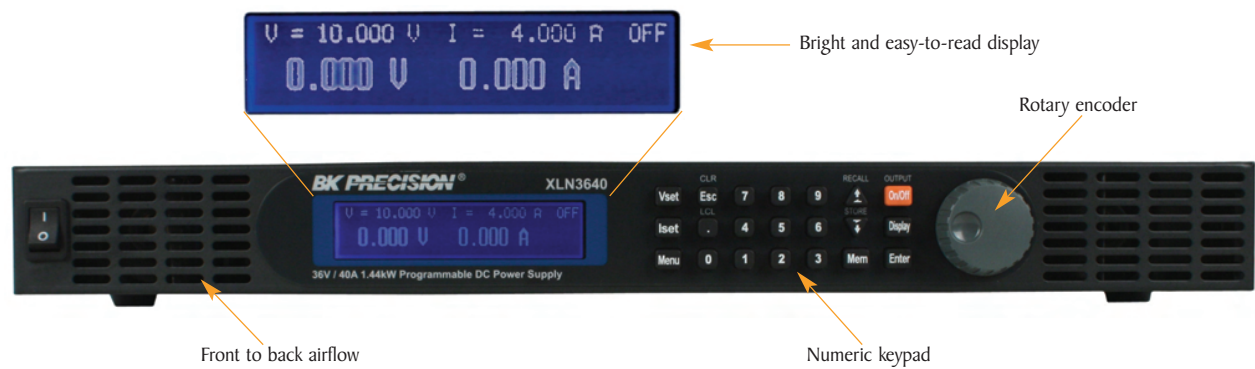 V = 10.000 V I = 4.000 A OFF
0.000 V 0.000 A
Bright and easy-to-read display
Rotary encoder
BK PRECISION® XLN3640
V = 10.000 V I = 4.000 A OFF
0.000 V 0.000 A
36V / 40A 1.44kW Programmable DC Power Supply
I
O
CLR RECALL OUTPUT
Vset Esc 7 8 9 On/Off
LCL STORE
Iset . 4 5 6 Display
Menu 0 1 2 3 Mem Enter
Front to back airflow
Numeric keypad